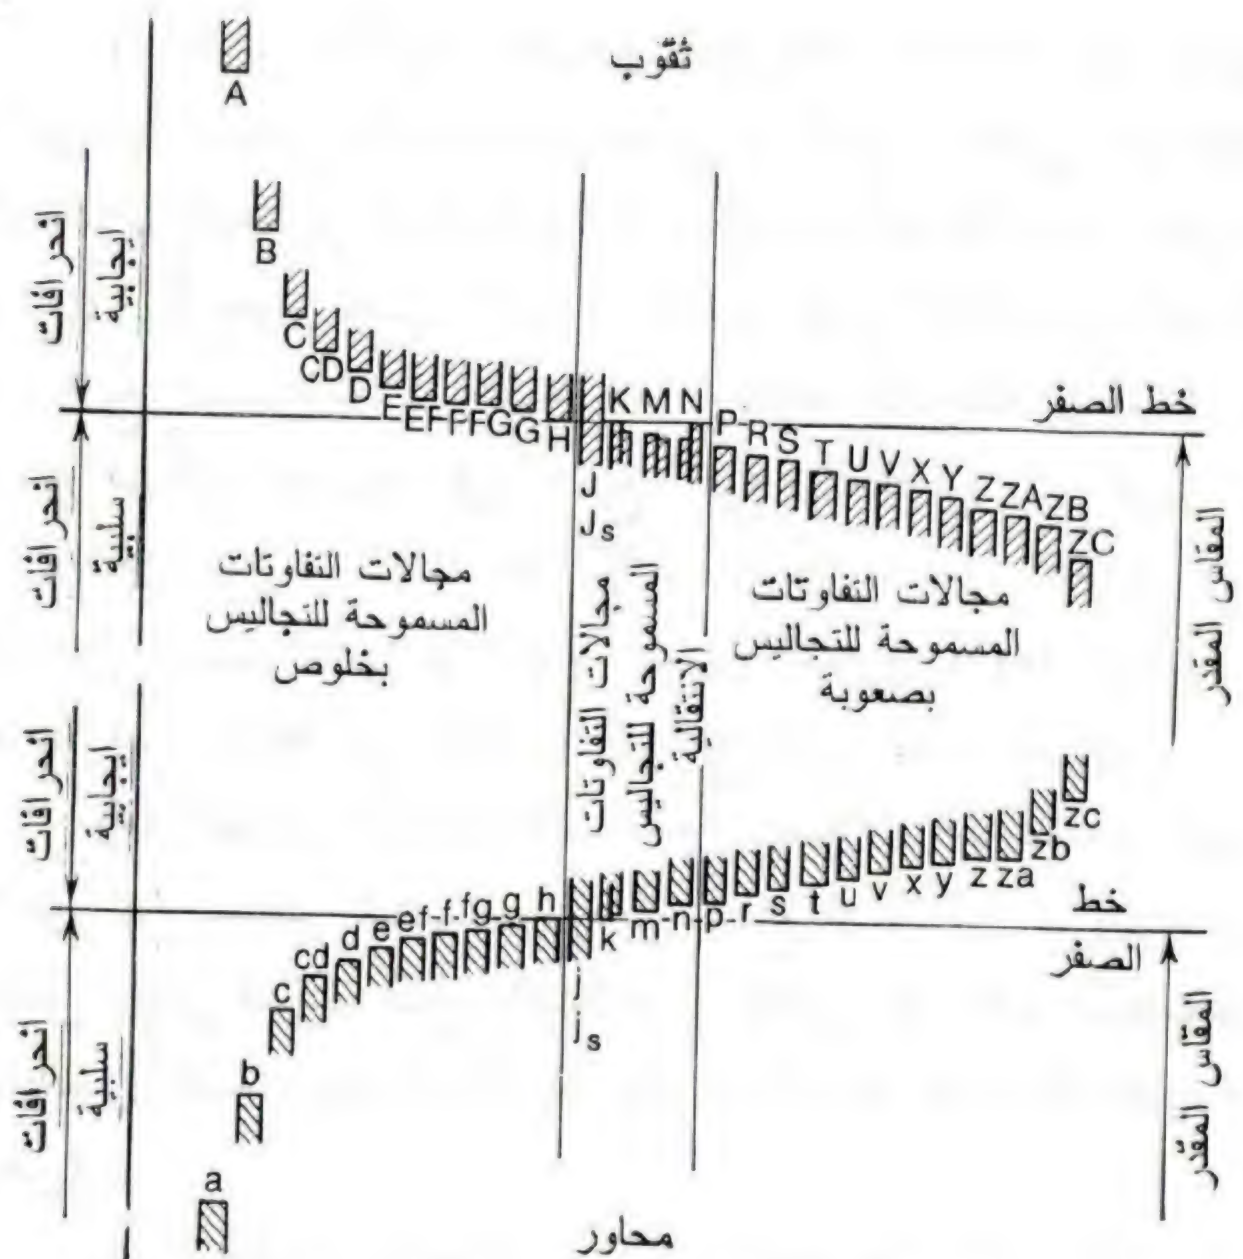 ثقوب
A
B
C
CD
D
E
EF
F
FG
G
H
J
Js
K
M
N
P
R
S
T
U
V
X
Y
Z
ZA
ZB
ZC
خط الصفر
انحرافات
ايجابية
انحرافات
سلبية
المقاس المقدر
مجالات التفاوتات
المسموحة للتجاليس
بخلوص
مجالات التفاوتات
المسموحة للتجاليس
الانتقالية
مجالات التفاوتات
المسموحة للتجاليس
بصعوبة
انحرافات
ايجابية
انحرافات
سلبية
a
b
c
cd
d
e
ef
f
fg
g
h
j
js
k
m
n
p
r
s
t
u
v
x
y
z
za
zb
zc
خط
الصفر
المقاس المقدر
محاور